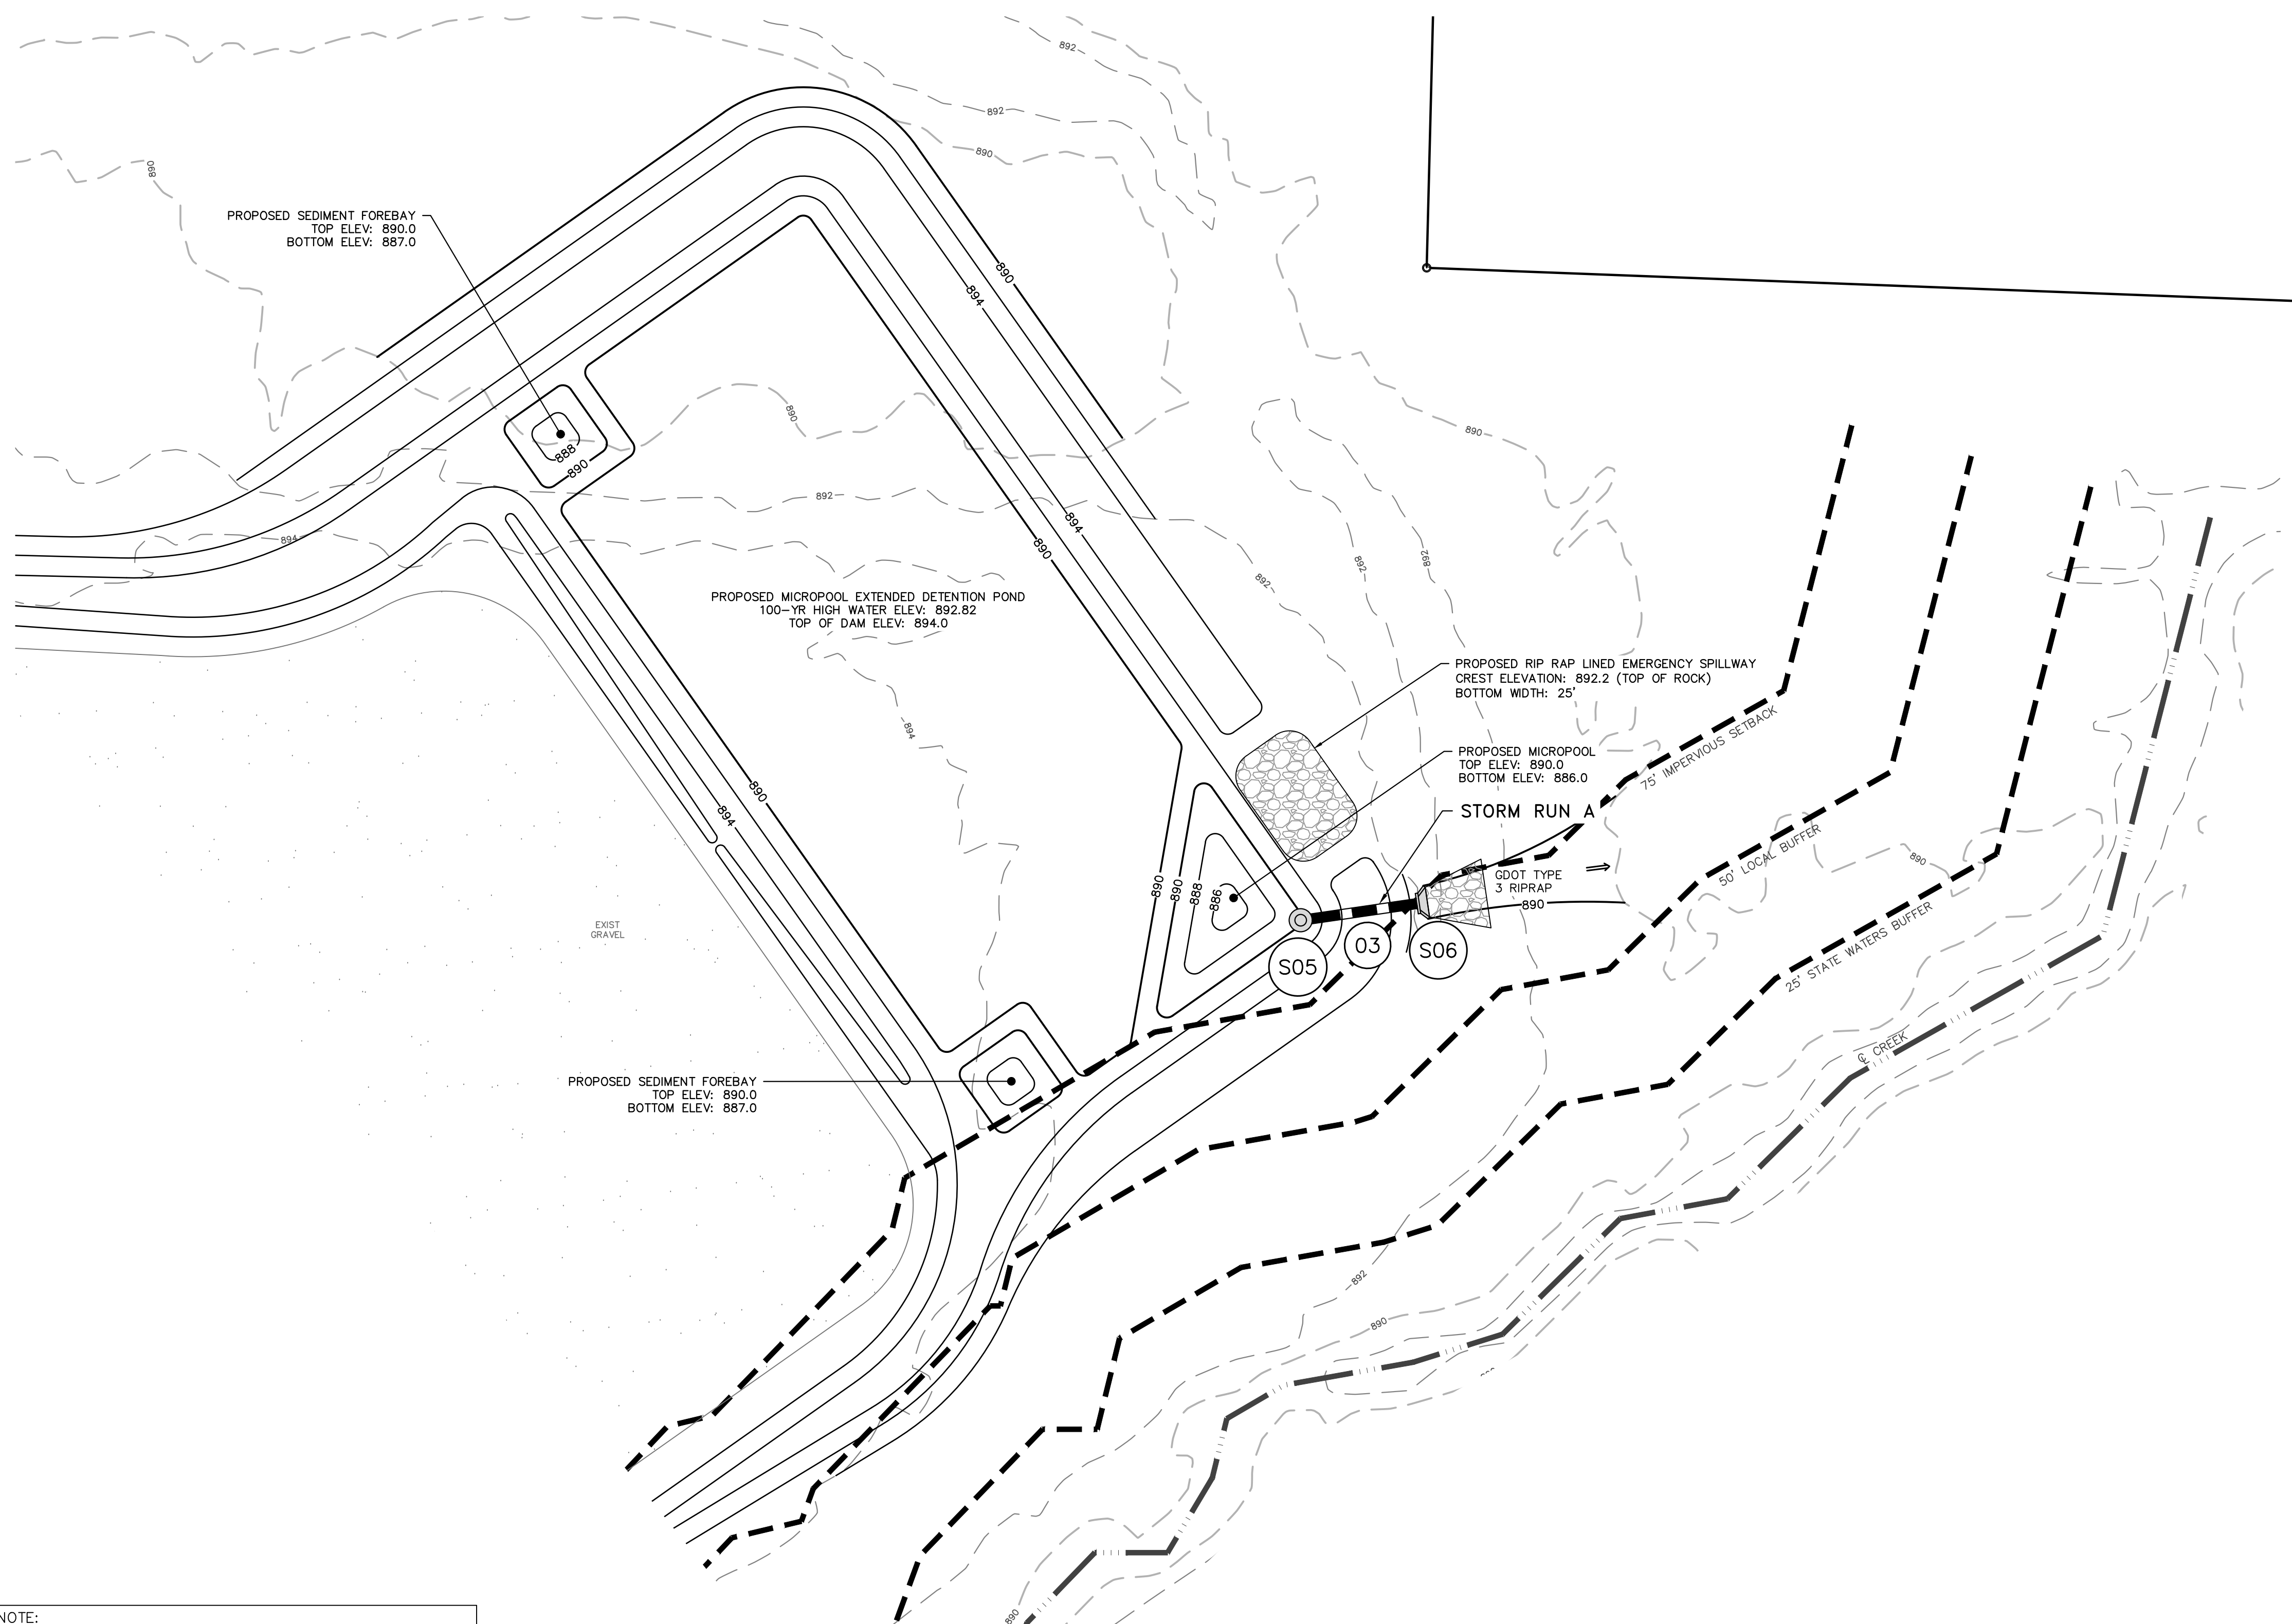 892
892
890
890
PROPOSED SEDIMENT FOREBAY
TOP ELEV: 890.0
BOTTOM ELEV: 887.0
890
894
890
890
888
890
892
894
894
890
892
892
892
PROPOSED MICROPOOL EXTENDED DETENTION POND
100-YR HIGH WATER ELEV: 892.82
TOP OF DAM ELEV: 894.0
PROPOSED RIP RAP LINED EMERGENCY SPILLWAY
CREST ELEVATION: 892.2 (TOP OF ROCK)
BOTTOM WIDTH: 25'
894
75' IMPERVIOUS SETBACK
PROPOSED MICROPOOL
TOP ELEV: 890.0
BOTTOM ELEV: 886.0
890
894
STORM RUN A
50' LOCAL BUFFER
890
GDOT TYPE
3 RIPRAP
890
890
888
886
890
EXIST
GRAVEL
S05
03
S06
25' STATE WATERS BUFFER
℄ CREEK
PROPOSED SEDIMENT FOREBAY
TOP ELEV: 890.0
BOTTOM ELEV: 887.0
892
890
890
NOTE: